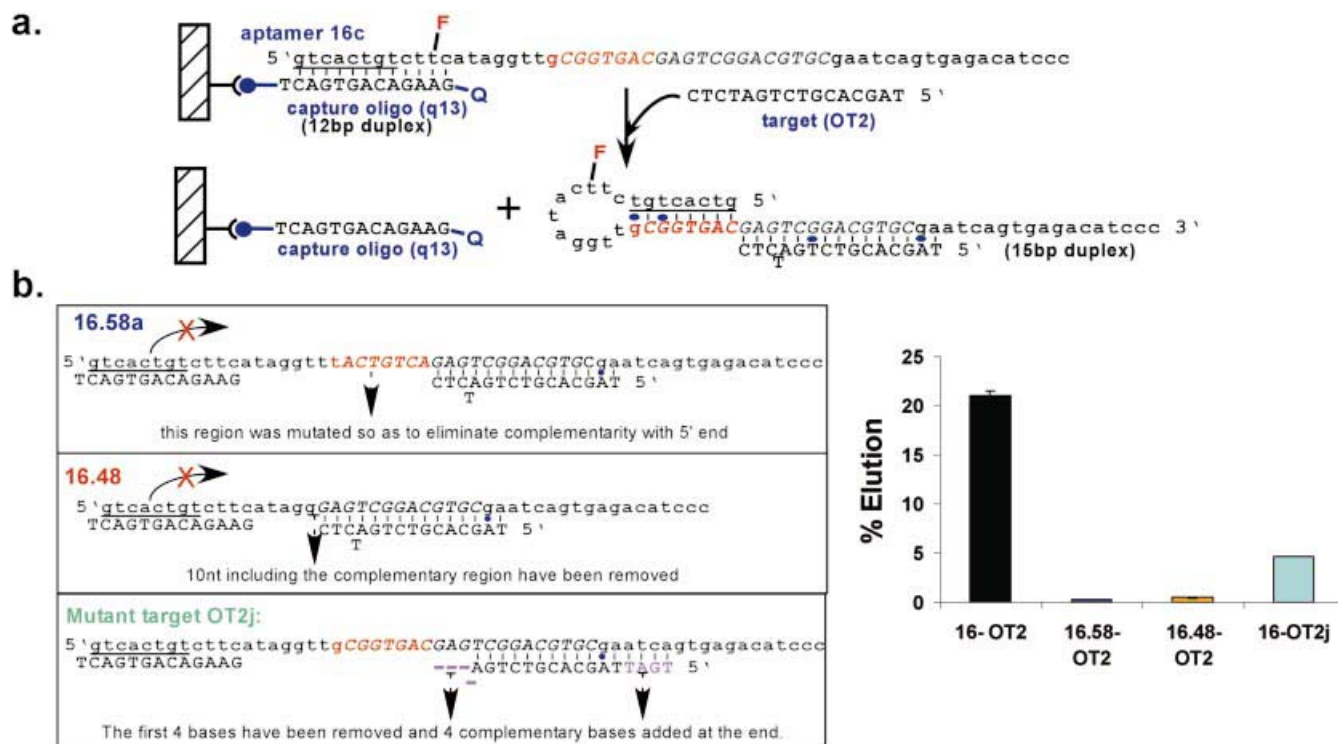 a.
aptamer 16c
F
5 ‘gtcactgtcttcataggttgCGGTGACGAGTCGGACGTGCgaatcagtgagacatccc
TCAGTGACAGAAG-Q
capture oligo (q13)
(12bp duplex)
CTCTAGTCTGCACGAT 5‘
target (OT2)
F
TCAGTGACAGAAG-Q
capture oligo (q13)
+
acttc
tgtcactg 5‘
t
a
ttgga
gCGGTGACGAGTCGGACGTGCgaatcagtgagacatccc 3‘
CTCAGTCTGCACGAT 5‘
T
(15bp duplex)
b.
16.58a
X
5 ‘gtcactgtcttcataggtttACTGTCAGAGTCGGACGTGCgaatcagtgagacatccc
TCAGTGACAGAAG
CTCAGTCTGCACGAT 5‘
T
this region was mutated so as to eliminate complementarity with 5' end
16.48
X
5 ‘gtcactgtcttcataggGAGTCGGACGTGCgaatcagtgagacatccc
TCAGTGACAGAAG
CTCAGTCTGCACGAT 5‘
T
10nt including the complementary region have been removed
Mutant target OT2j:
5 ‘gtcactgtcttcataggttgCGGTGACGAGTCGGACGTGCgaatcagtgagacatccc
TCAGTGACAGAAG
---AGTCTGCACGATTAGT 5‘
-
The first 4 bases have been removed and 4 complementary bases added at the end.
% Elution
25
20
15
10
5
0
16- OT2
16.58-
OT2
16.48-
OT2
16-OT2j